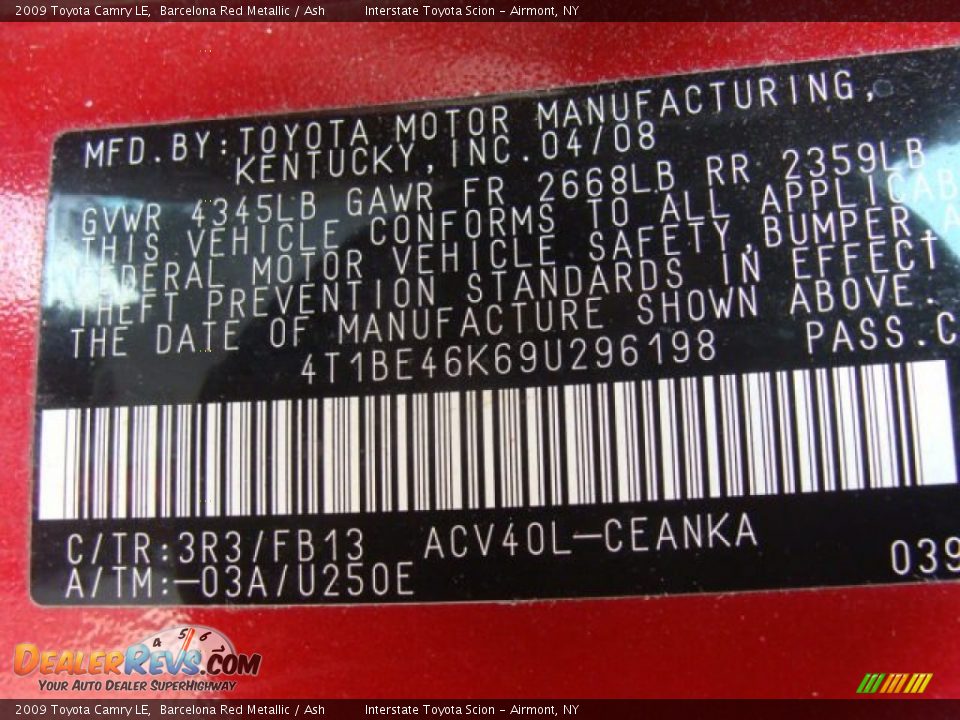 2009 Toyota Camry LE, Barcelona Red Metallic / Ash Interstate Toyota Scion - Airmont, NY
MFD.BY:TOYOTA MOTOR MANUFACTURING,
KENTUCKY,INC.04/08
GVWR 4345LB GAWR FR 2668LB RR 2359LB
THIS VEHICLE CONFORMS TO ALL APPLICAB
FEDERAL MOTOR VEHICLE SAFETY,BUMPER,A
THEFT PREVENTION STANDARDS IN EFFECT
THE DATE OF MANUFACTURE SHOWN ABOVE.
4T1BE46K69U296198 PASS.C
C/TR:3R3/FB13 ACV40L-CEANKA
A/TM:-03A/U250E 039
4 5 6
DealerRevs.com
Your Auto Dealer SuperHighway
2009 Toyota Camry LE, Barcelona Red Metallic / Ash Interstate Toyota Scion - Airmont, NY